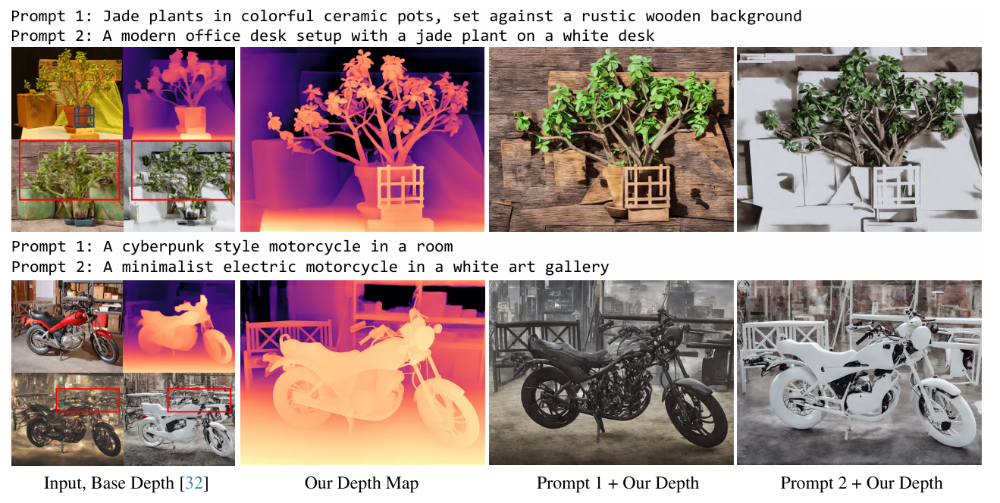 Prompt 1: Jade plants in colorful ceramic pots, set against a rustic wooden background
Prompt 2: A modern office desk setup with a jade plant on a white desk
Prompt 1: A cyberpunk style motorcycle in a room
Prompt 2: A minimalist electric motorcycle in a white art gallery
Input, Base Depth [32]
Our Depth Map
Prompt 1 + Our Depth
Prompt 2 + Our Depth